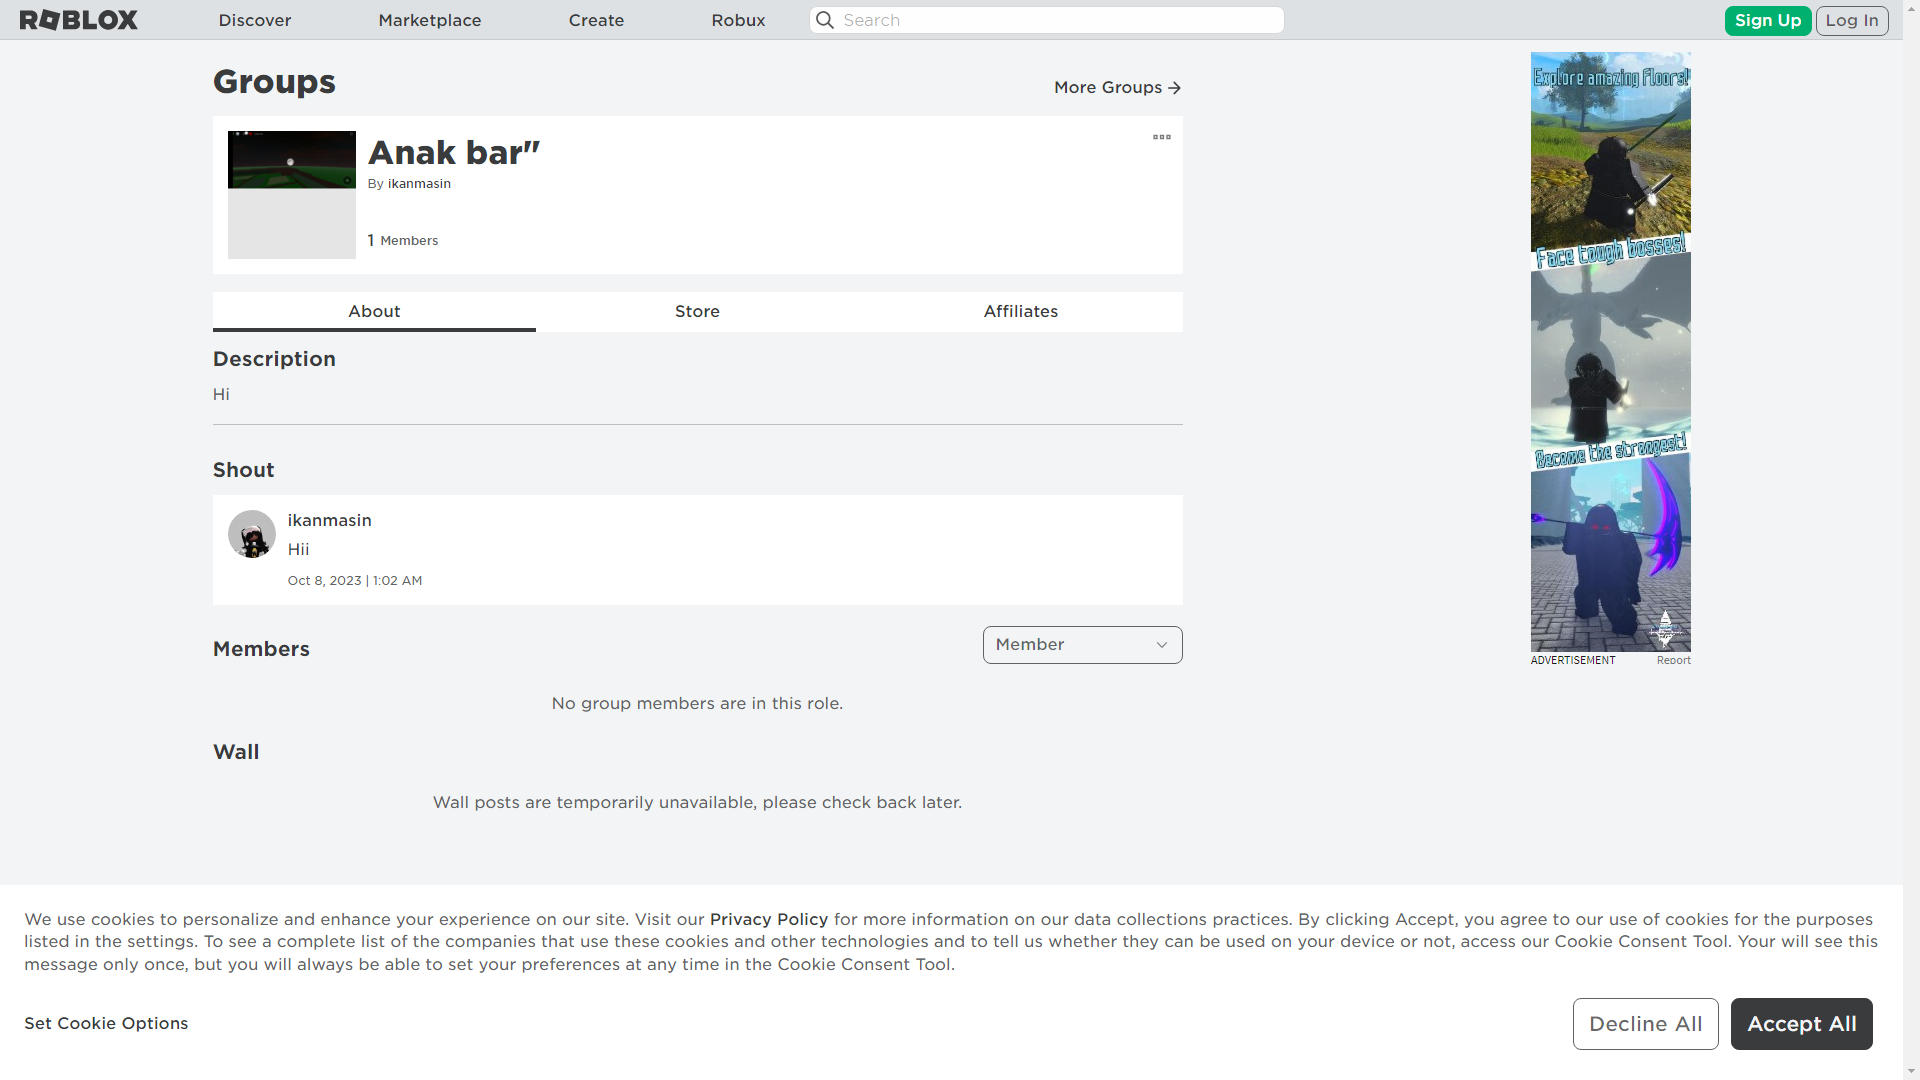 ROBLOX
Discover
Marketplace
Create
Robux
Search
Sign Up
Log In
Groups
More Groups
Anak bar"
By ikanmasin
1 Members
About
Store
Affiliates
Description
Hi
Shout
ikanmasin
Hii
Oct 8, 2023 | 1:02 AM
Members
Member
No group members are in this role.
Wall
Wall posts are temporarily unavailable, please check back later.
Explore amazing floors!
Face tough bosses!
Become the strongest!
ADVERTISEMENT
Report
We use cookies to personalize and enhance your experience on our site. Visit our Privacy Policy for more information on our data collections practices. By clicking Accept, you agree to our use of cookies for the purposes
listed in the settings. To see a complete list of the companies that use these cookies and other technologies and to tell us whether they can be used on your device or not, access our Cookie Consent Tool. Your will see this
message only once, but you will always be able to set your preferences at any time in the Cookie Consent Tool.
Set Cookie Options
Decline All
Accept All